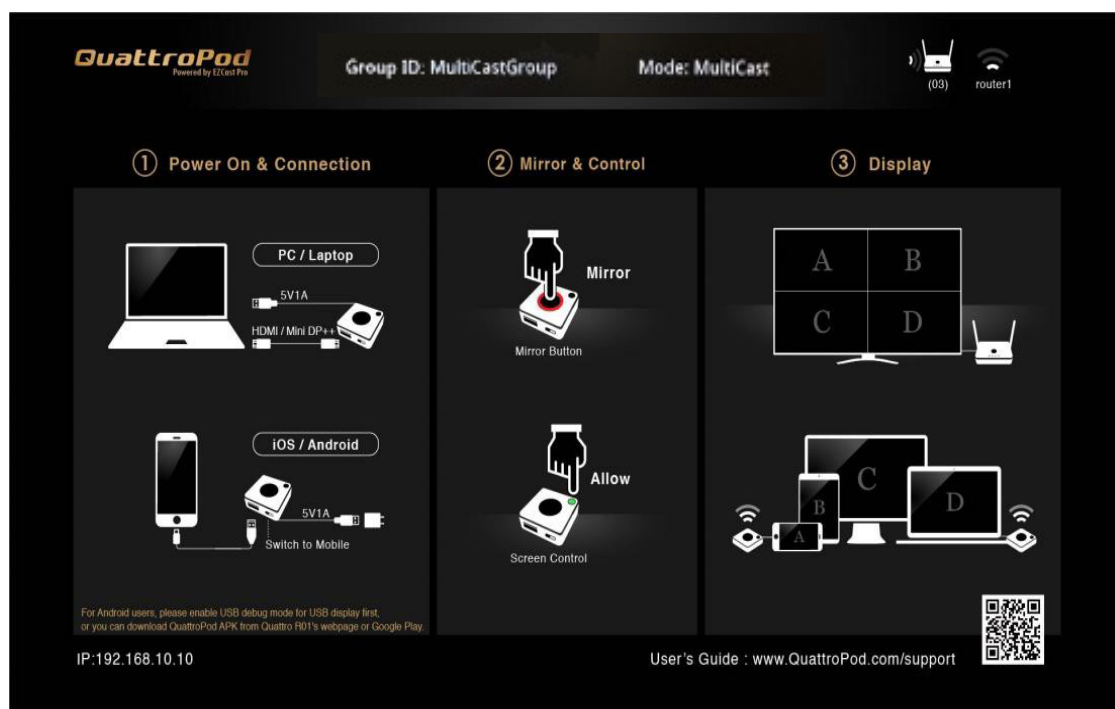 QuattroPod
Powered by EZCast Pro
Group ID: MultiCastGroup
Mode: MultiCast
(03)
router1
1 Power On & Connection
PC / Laptop
5V1A
HDMI / Mini DP++
iOS / Android
5V1A
Switch to Mobile
For Android users, please enable USB debug mode for USB display first,
or you can download QuattroPod APK from Quattro R01's webpage or Google Play.
2 Mirror & Control
Mirror
Mirror Button
Allow
Screen Control
3 Display
A
B
C
D
A
B
C
D
IP:192.168.10.10
User's Guide : www.QuattroPod.com/support